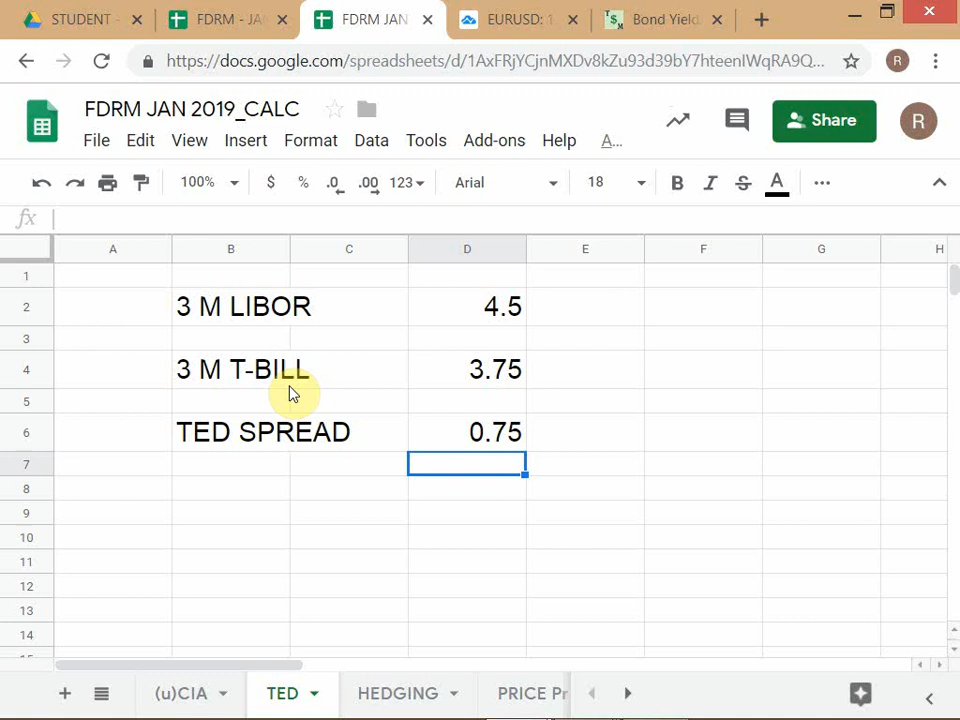 STUDENT -
FDRM - JA
FDRM JAN
EURUSD: 1
Bond Yield
https://docs.google.com/spreadsheets/d/1AxFRjYCjnMXDv8kZu93d39bY7hteenIWqRA9Q...
R
FDRM JAN 2019_CALC
Share
R
File Edit View Insert Format Data Tools Add-ons Help A...
100% $ % .0 .00 123 Arial 18 B I S A ...
fx
A B C D E F G H
1
2 3 M LIBOR 4.5
3
4 3 M T-BILL 3.75
5
6 TED SPREAD 0.75
7
8
9
10
11
12
13
14
+ (u)CIA TED HEDGING PRICE Pr